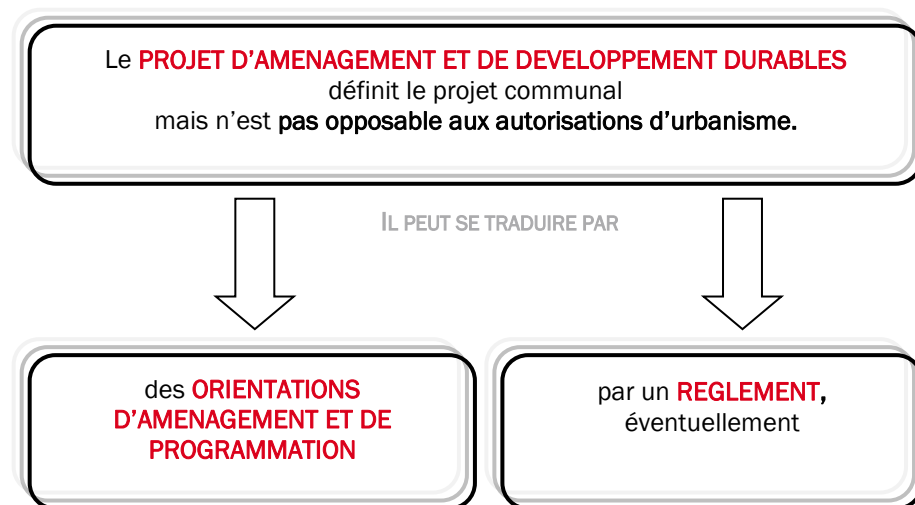 Le PROJET D’AMENAGEMENT ET DE DEVELOPPEMENT DURABLES
définit le projet communal
mais n’est pas opposable aux autorisations d’urbanisme.
IL PEUT SE TRADUIRE PAR
des ORIENTATIONS
D’AMENAGEMENT ET DE
PROGRAMMATION
par un REGLEMENT,
éventuellement